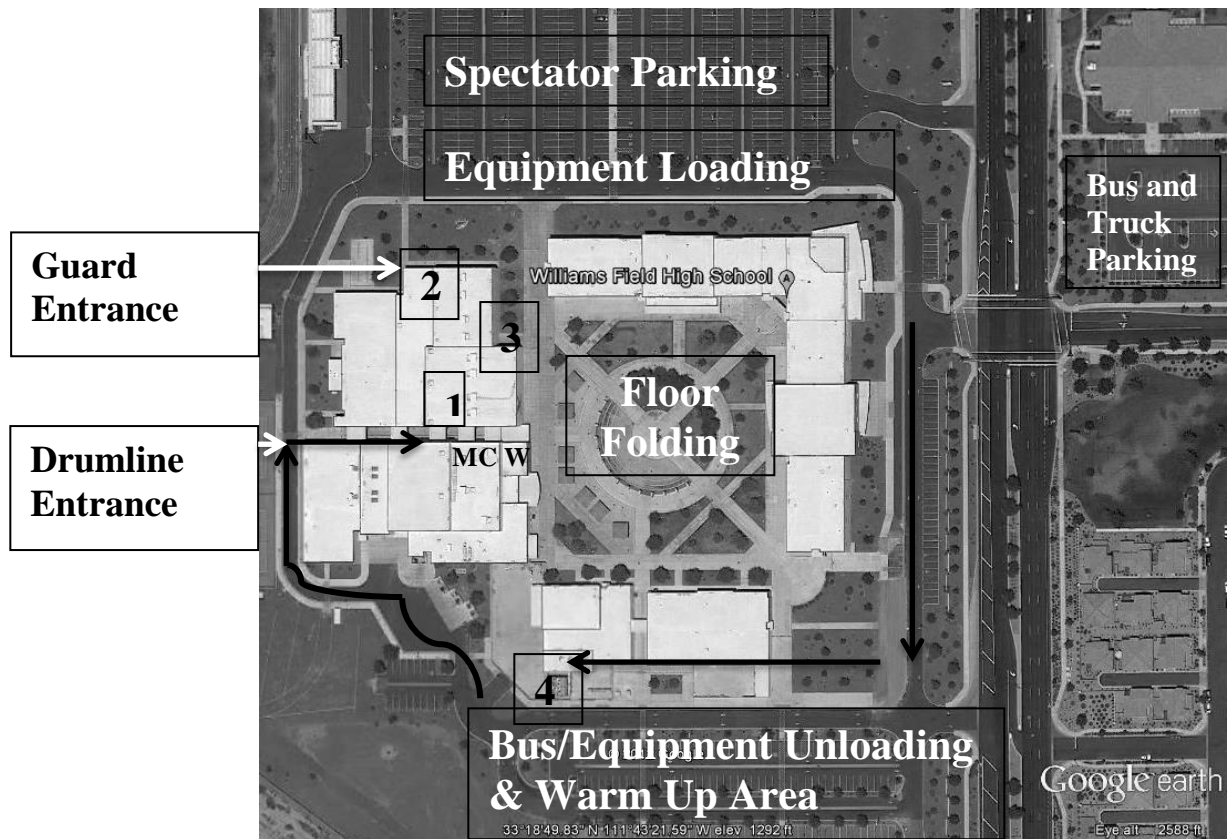 Spectator Parking
Equipment Loading
Bus and
Truck
Parking
Guard
Entrance
2
Williams Field High School
A
3
1
Floor
Folding
Drumline
Entrance
MC W
4
Bus/Equipment Unloading
& Warm Up Area
Google earth
33°18'49.83" N 111°43'21.59" W elev 1292 ft
Eye alt 2588 ft